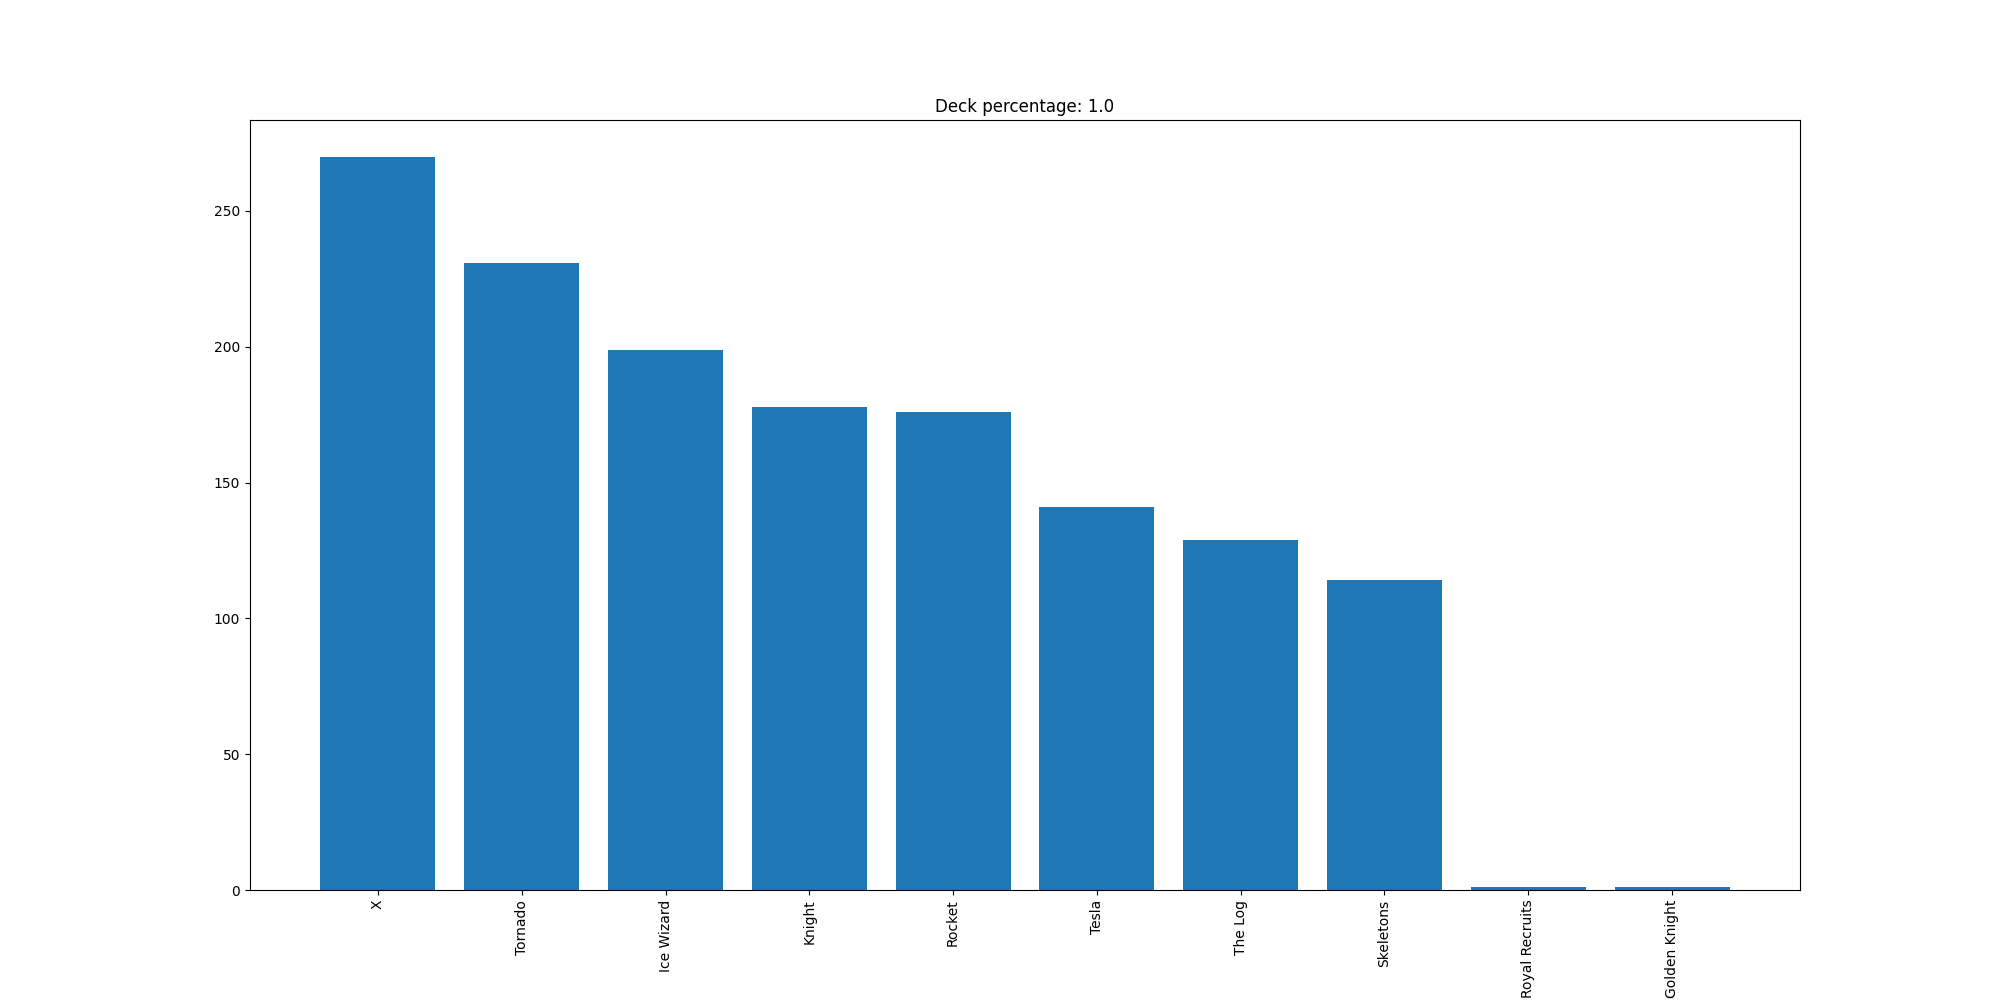 Deck percentage: 1.0
250
200
150
100
50
0
X
Tornado
Ice Wizard
Knight
Rocket
Tesla
The Log
Skeletons
Royal Recruits
Golden Knight